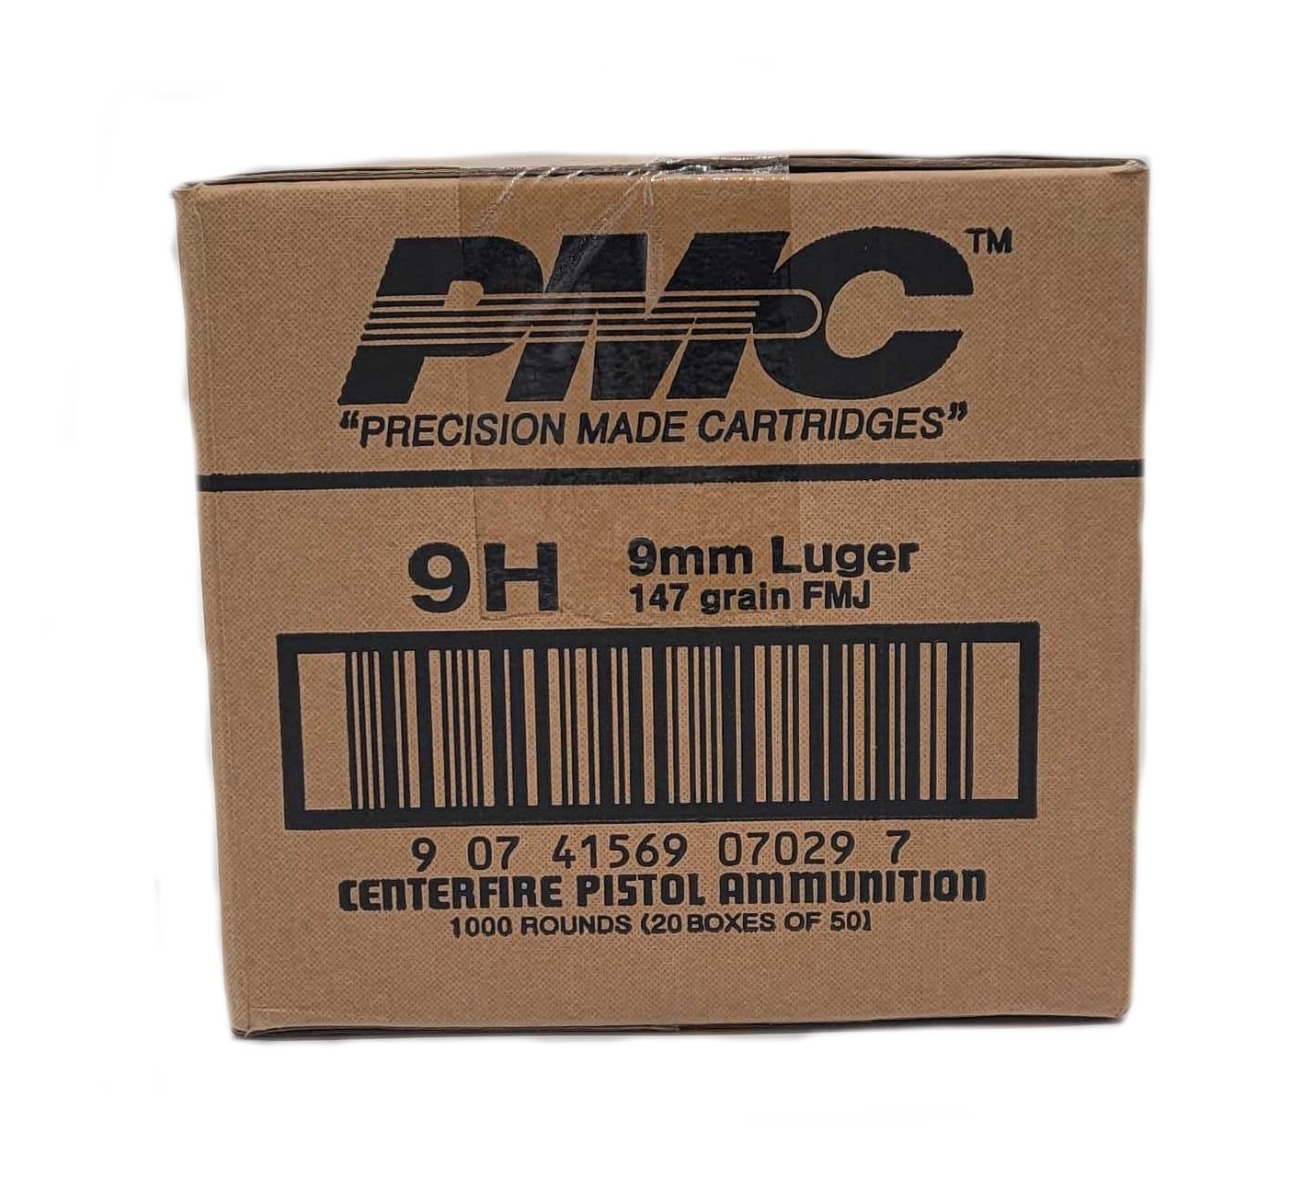 PMC™
“PRECISION MADE CARTRIDGES”
9H 9mm Luger
147 grain FMJ
9 07 41569 07029 7
CENTERFIRE PISTOL AMMUNITION
1000 ROUNDS (20 BOXES OF 50)